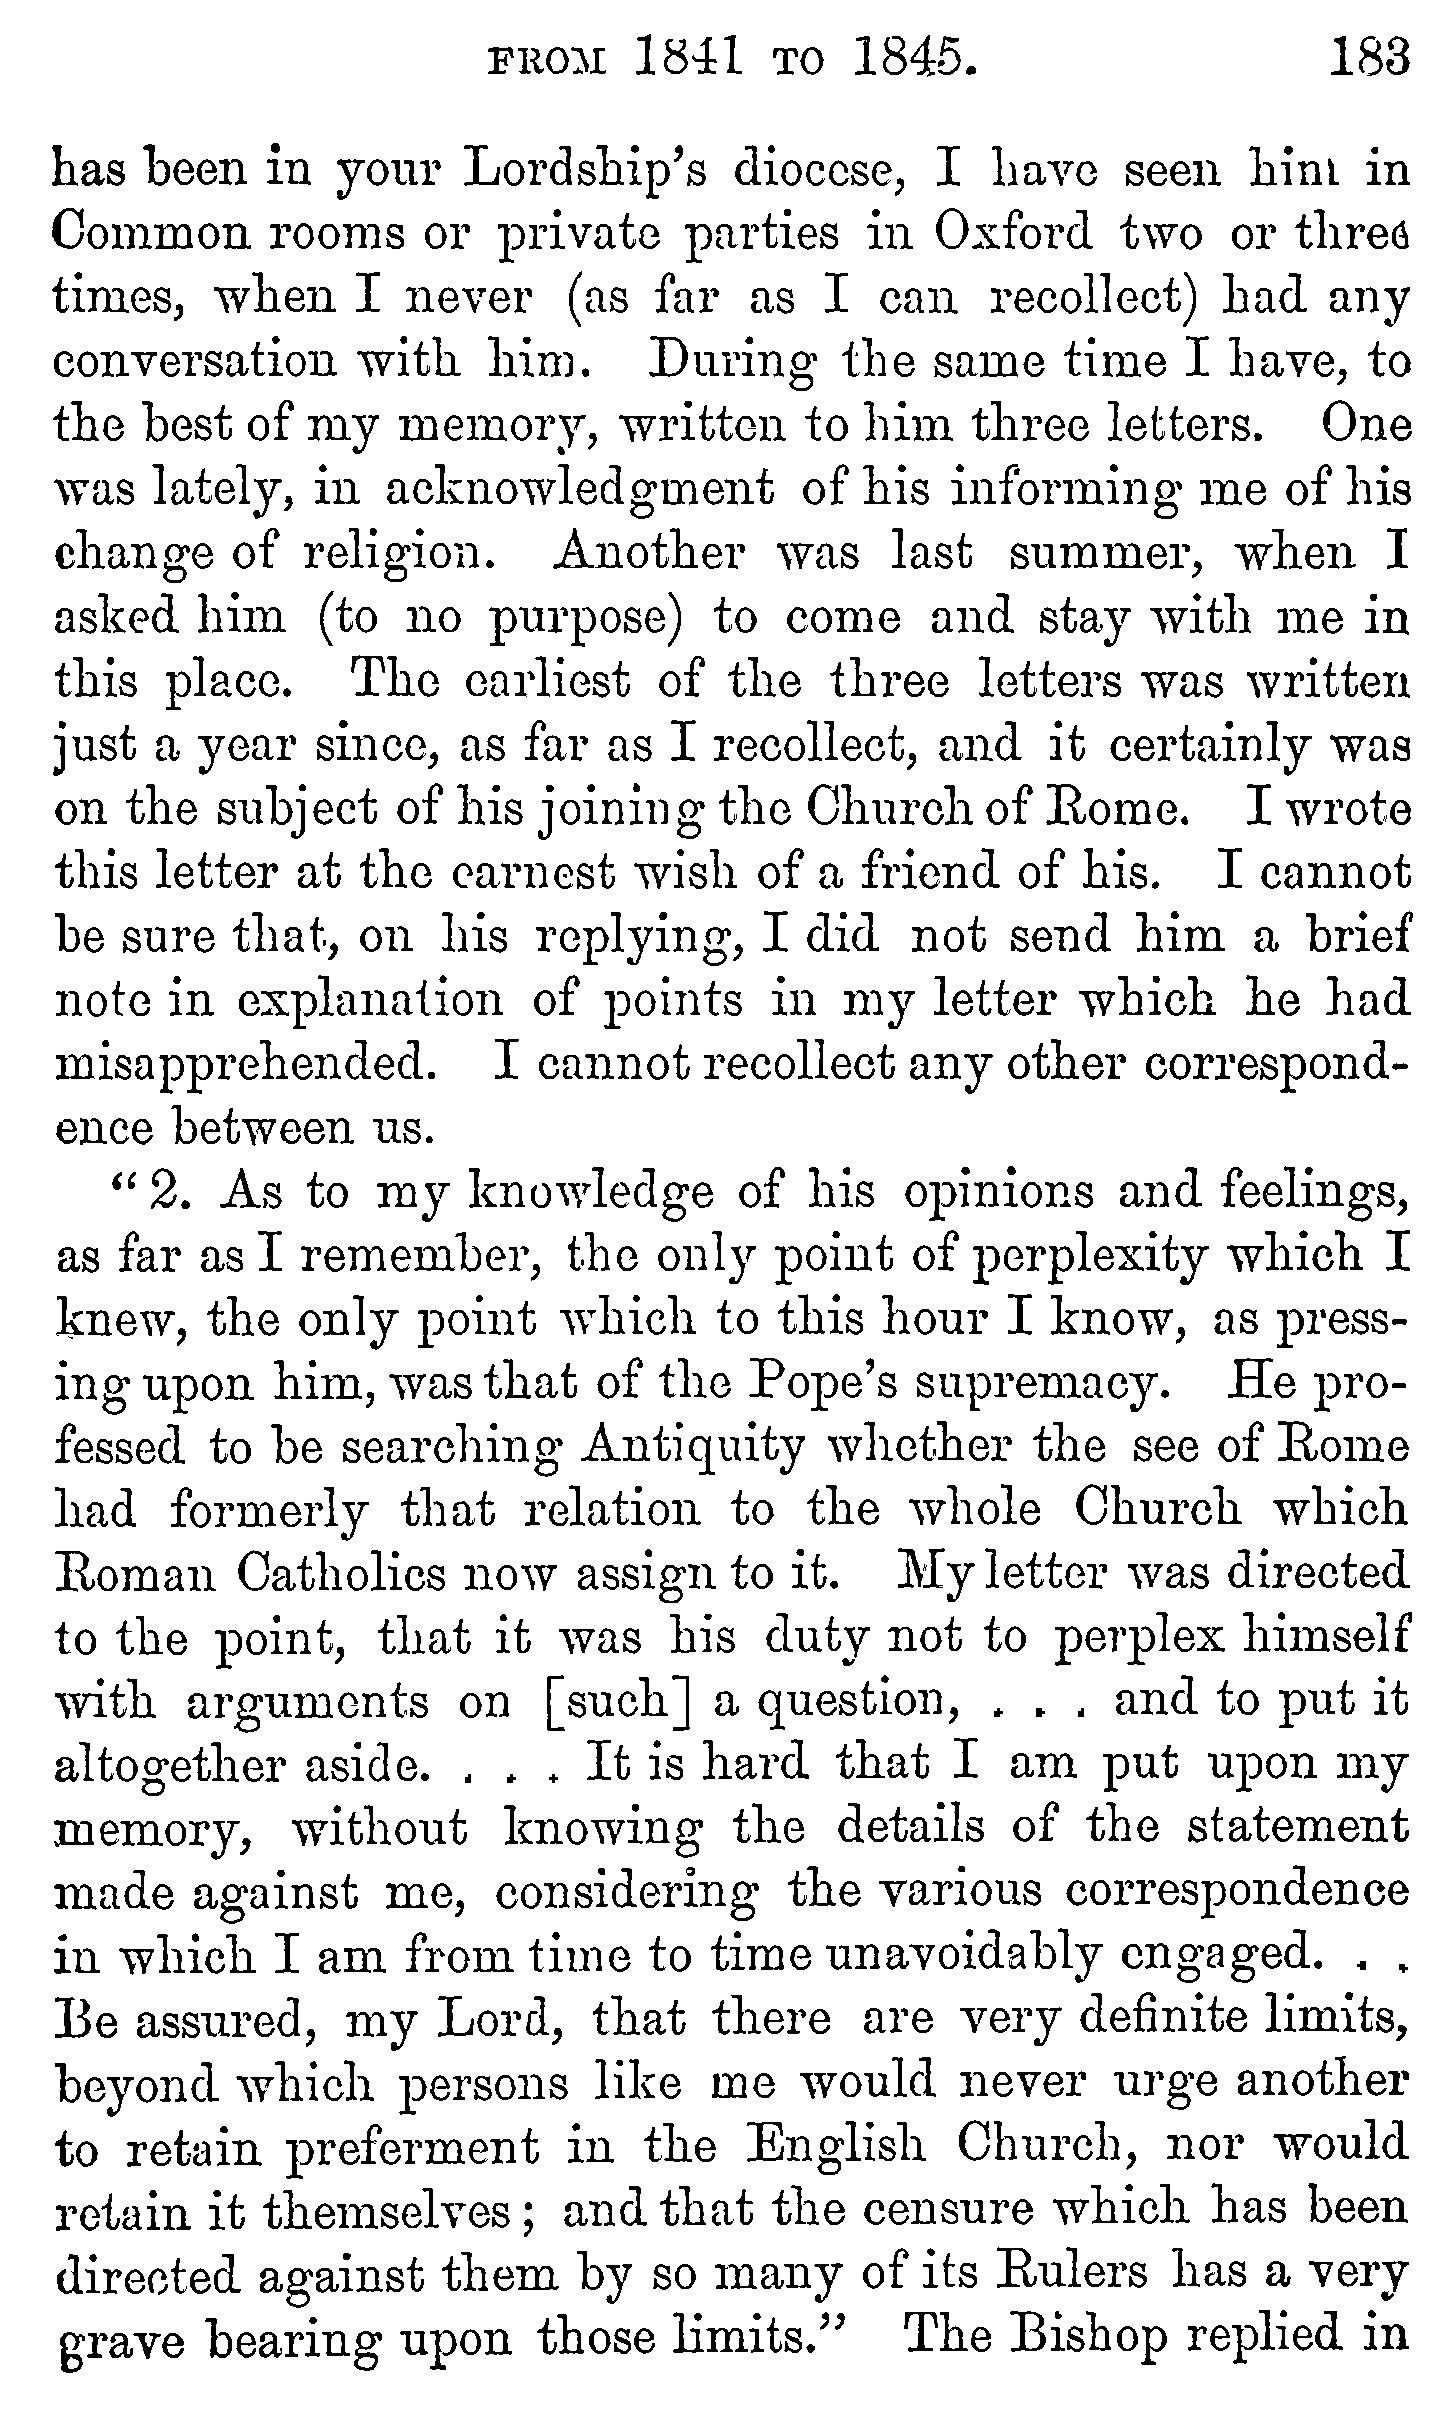 FROM 1841 TO 1845. 183
has been in your Lordship's diocese, I have seen him in
Common rooms or private parties in Oxford two or three
times, when I never (as far as I can recollect) had any
conversation with him. During the same time I have, to
the best of my memory, written to him three letters. One
was lately, in acknowledgment of his informing me of his
change of religion. Another was last summer, when I
asked him (to no purpose) to come and stay with me in
this place. The earliest of the three letters was written
just a year since, as far as I recollect, and it certainly was
on the subject of his joining the Church of Rome. I wrote
this letter at the earnest wish of a friend of his. I cannot
be sure that, on his replying, I did not send him a brief
note in explanation of points in my letter which he had
misapprehended. I cannot recollect any other correspond-
ence between us.
"2. As to my knowledge of his opinions and feelings,
as far as I remember, the only point of perplexity which I
knew, the only point which to this hour I know, as press-
ing upon him, was that of the Pope's supremacy. He pro-
fessed to be searching Antiquity whether the see of Rome
had formerly that relation to the whole Church which
Roman Catholics now assign to it. My letter was directed
to the point, that it was his duty not to perplex himself
with arguments on [such] a question, . . . and to put it
altogether aside. . . . It is hard that I am put upon my
memory, without knowing the details of the statement
made against me, considering the various correspondence
in which I am from time to time unavoidably engaged. . .
Be assured, my Lord, that there are very definite limits,
beyond which persons like me would never urge another
to retain preferment in the English Church, nor would
retain it themselves; and that the censure which has been
directed against them by so many of its Rulers has a very
grave bearing upon those limits." The Bishop replied in